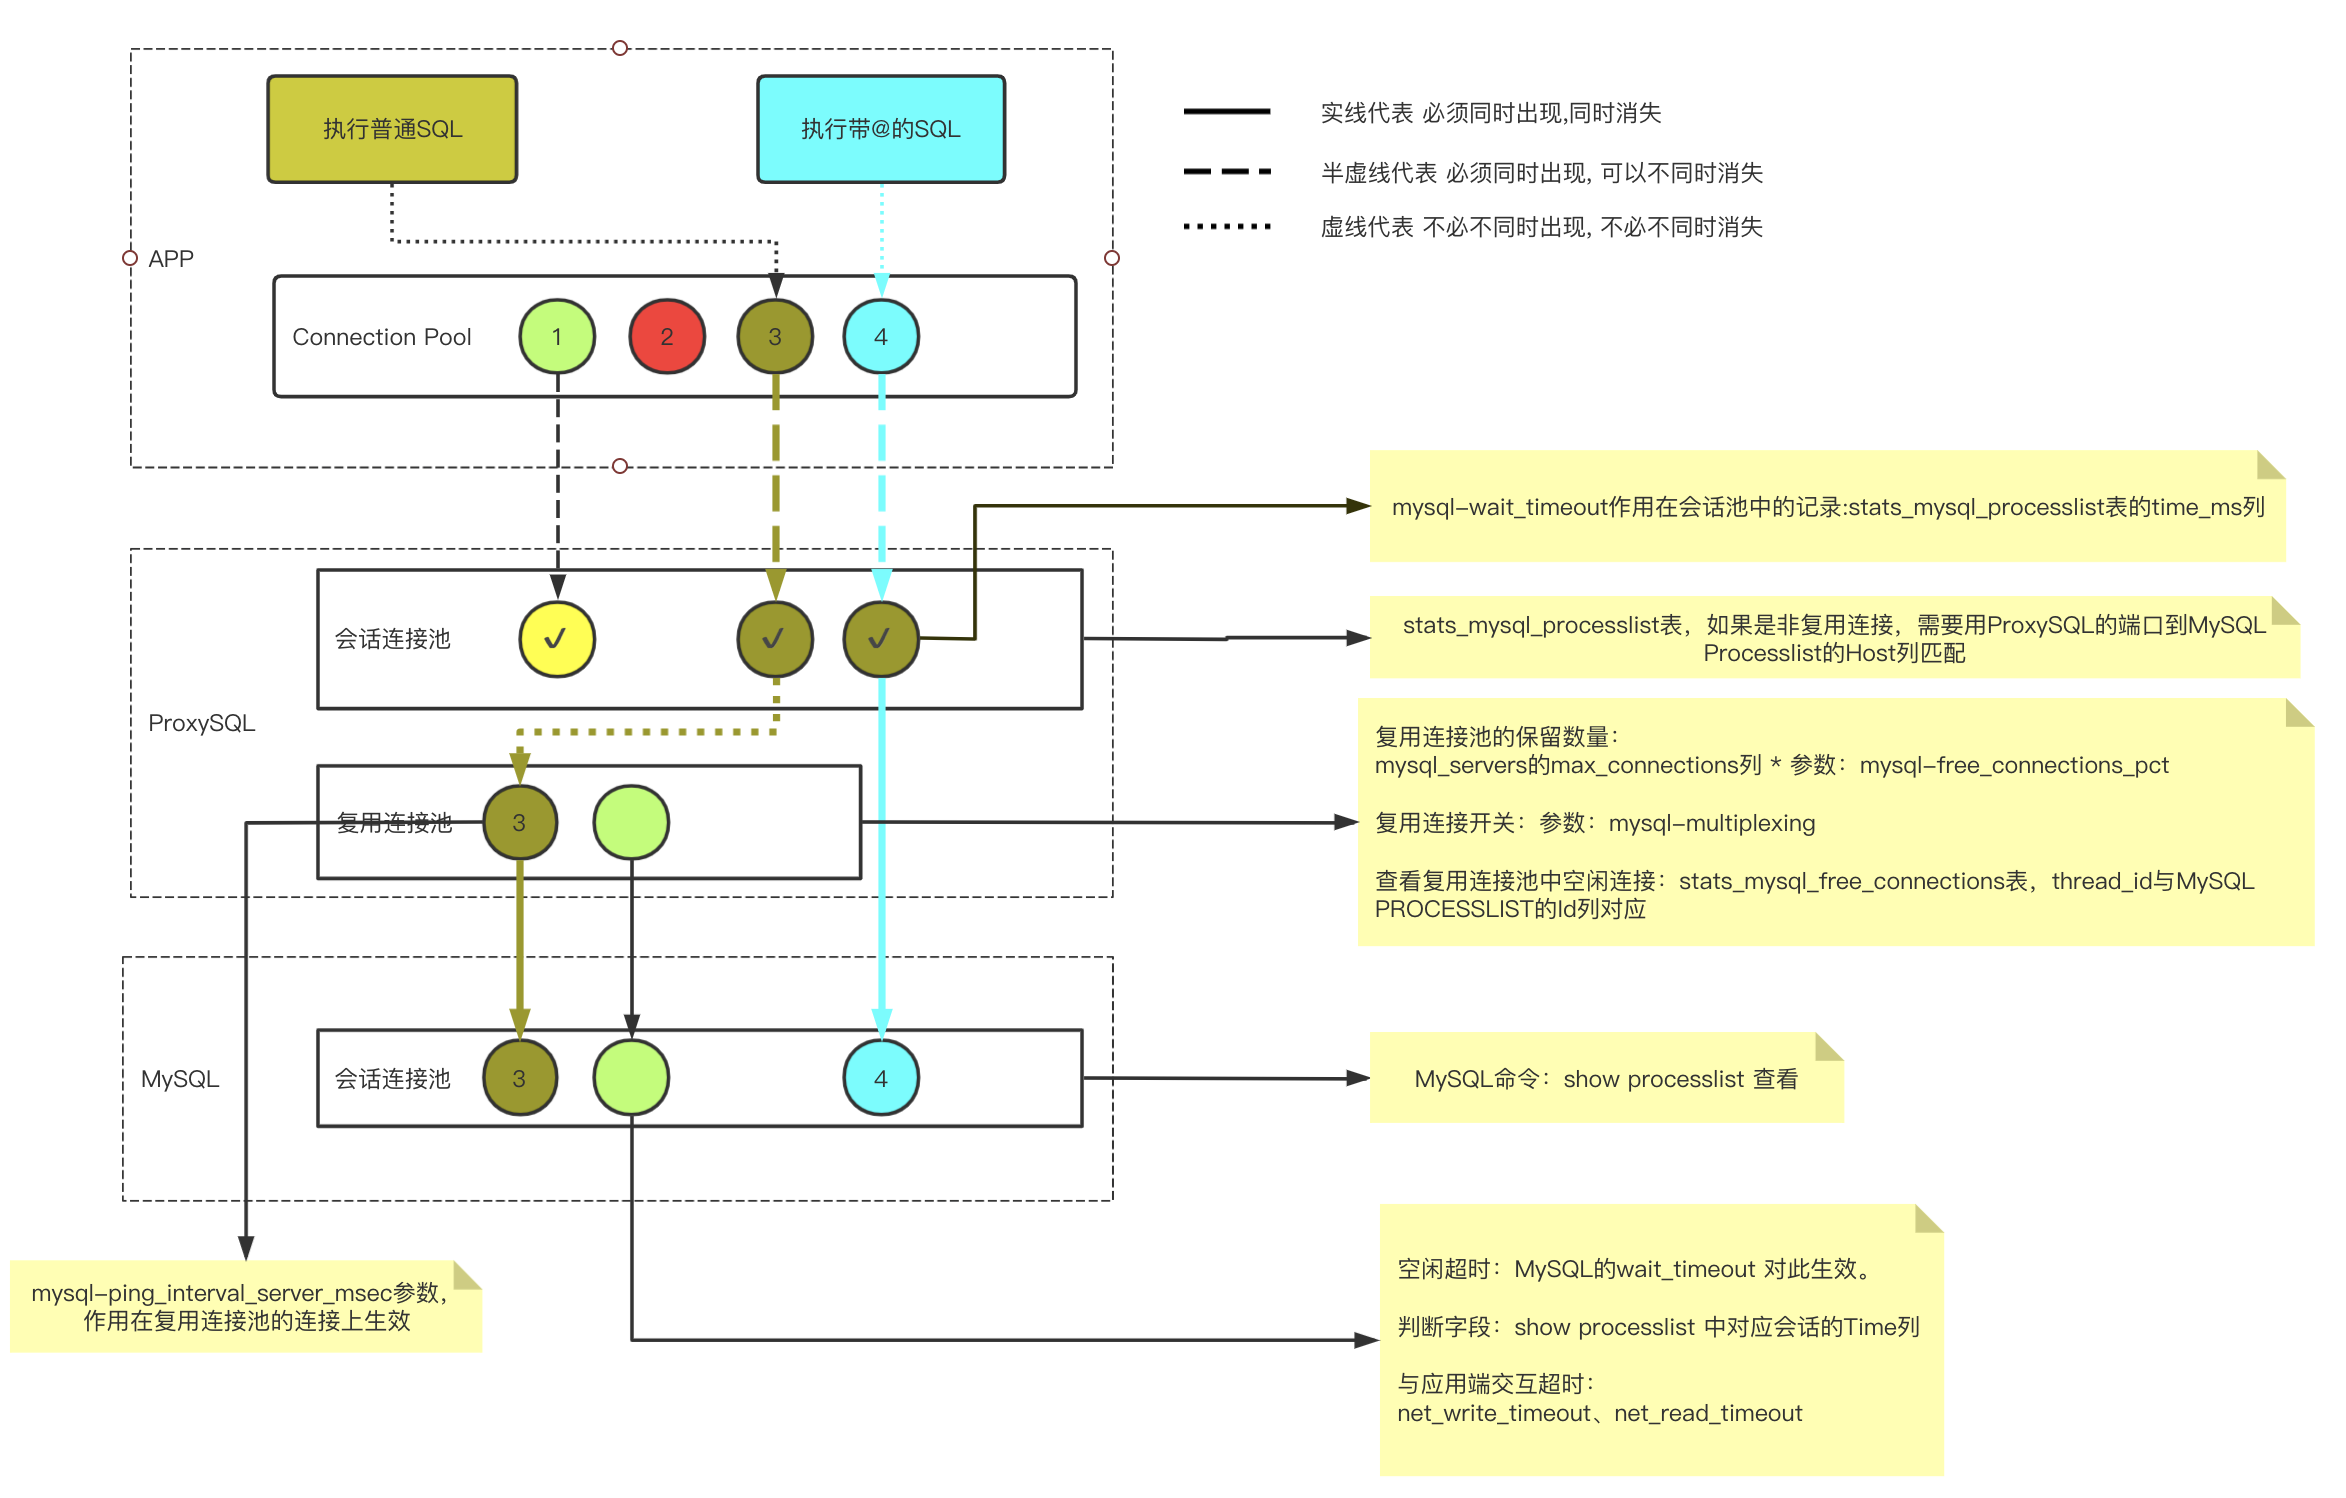 执行普通SQL
执行带@的SQL
实线代表 必须同时出现,同时消失
半虚线代表 必须同时出现, 可以不同时消失
虚线代表 不必不同时出现, 不必不同时消失
APP
Connection Pool
1
2
3
4
mysql-wait_timeout作用在会话池中的记录:stats_mysql_processlist表的time_ms列
会话连接池
✓
✓
✓
stats_mysql_processlist表，如果是非复用连接，需要用ProxySQL的端口到MySQL
Processlist的Host列匹配
ProxySQL
复用连接池
3
复用连接池的保留数量：
mysql_servers的max_connections列 * 参数：mysql-free_connections_pct
复用连接开关：参数：mysql-multiplexing
查看复用连接池中空闲连接：stats_mysql_free_connections表，thread_id与MySQL
PROCESSLIST的Id列对应
MySQL
会话连接池
3
4
MySQL命令：show processlist 查看
mysql-ping_interval_server_msec参数，
作用在复用连接池的连接上生效
空闲超时：MySQL的wait_timeout 对此生效。
判断字段：show processlist 中对应会话的Time列
与应用端交互超时：
net_write_timeout、net_read_timeout